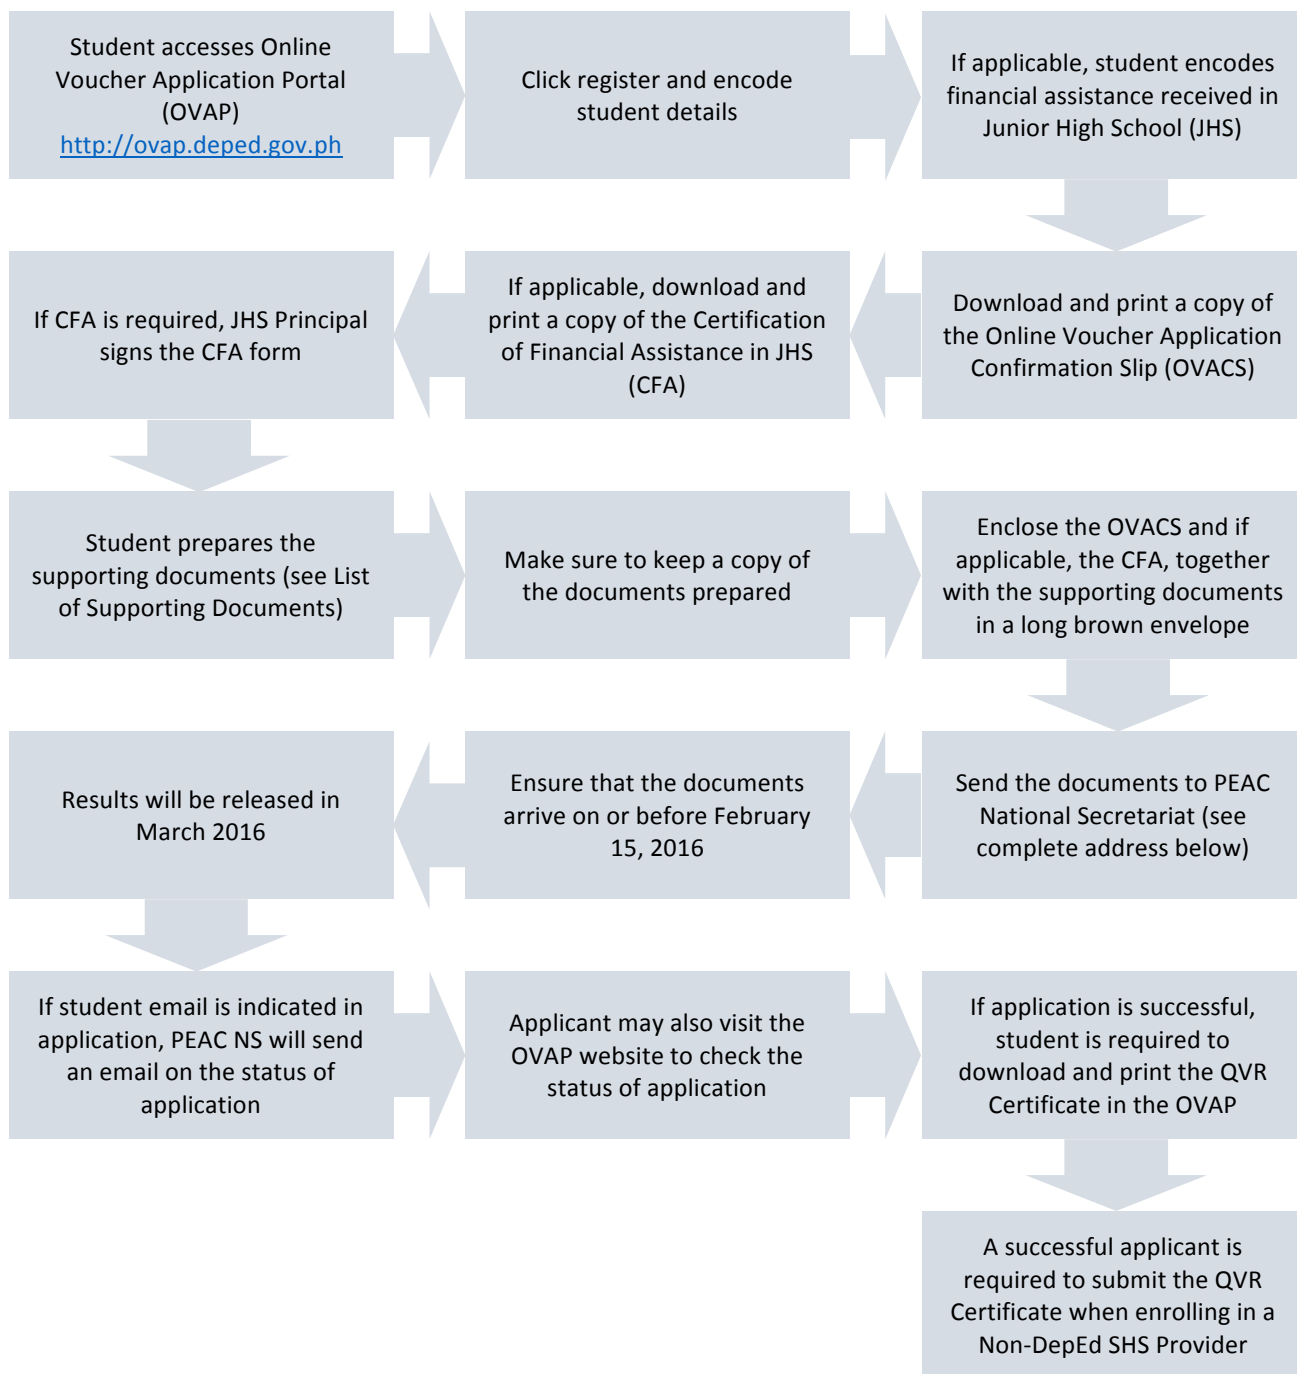 Student accesses Online
Voucher Application Portal
(OVAP)
http://ovap.deped.gov.ph
Click register and encode
student details
If applicable, student encodes
financial assistance received in
Junior High School (JHS)
Download and print a copy of
the Online Voucher Application
Confirmation Slip (OVACS)
If applicable, download and
print a copy of the Certification
of Financial Assistance in JHS
(CFA)
If CFA is required, JHS Principal
signs the CFA form
Student prepares the
supporting documents (see List
of Supporting Documents)
Make sure to keep a copy of
the documents prepared
Enclose the OVACS and if
applicable, the CFA, together
with the supporting documents
in a long brown envelope
Send the documents to PEAC
National Secretariat (see
complete address below)
Ensure that the documents
arrive on or before February
15, 2016
Results will be released in
March 2016
If student email is indicated in
application, PEAC NS will send
an email on the status of
application
Applicant may also visit the
OVAP website to check the
status of application
If application is successful,
student is required to
download and print the QVR
Certificate in the OVAP
A successful applicant is
required to submit the QVR
Certificate when enrolling in a
Non-DepEd SHS Provider